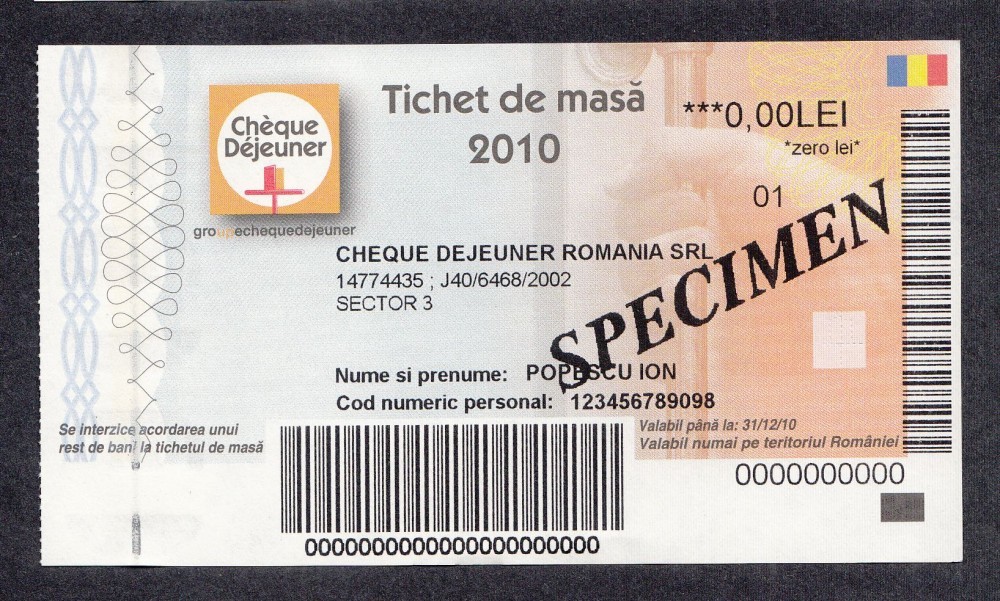 Chèque
Déjeuner
groupechequedejeuner
Tichet de masă
2010
***0,00LEI
*zero lei*
01
CHEQUE DEJEUNER ROMANIA SRL
14774435 ; J40/6468/2002
SECTOR 3
SPECIMEN
Nume si prenume: POPESCU ION
Cod numeric personal: 123456789098
Se interzice acordarea unui
rest de bani la tichetul de masă
Valabil până la: 31/12/10
Valabil numai pe teritoriul României
0000000000
000000000000000000000000